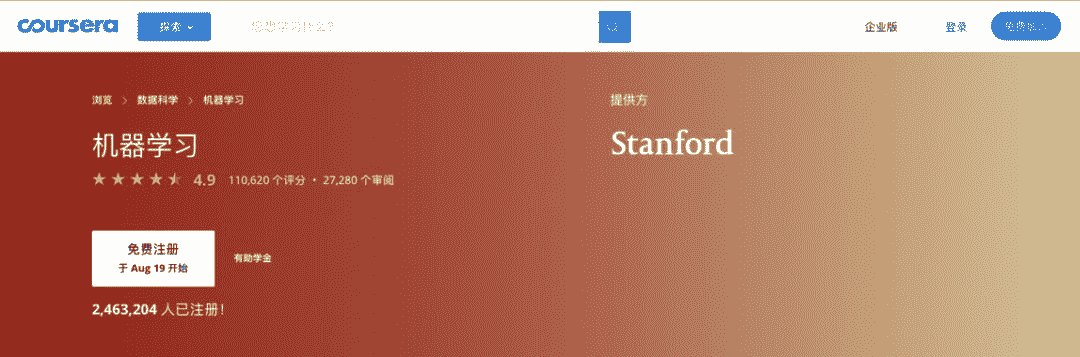 coursera 探索 您想学习什么? 企业版 登录 免费加入
浏览 > 数据科学 > 机器学习
机器学习
4.9 110,620 个评分 • 27,280 个审阅
免费注册
于 Aug 19 开始
有助学金
2,463,204 人已注册!
提供方
Stanford